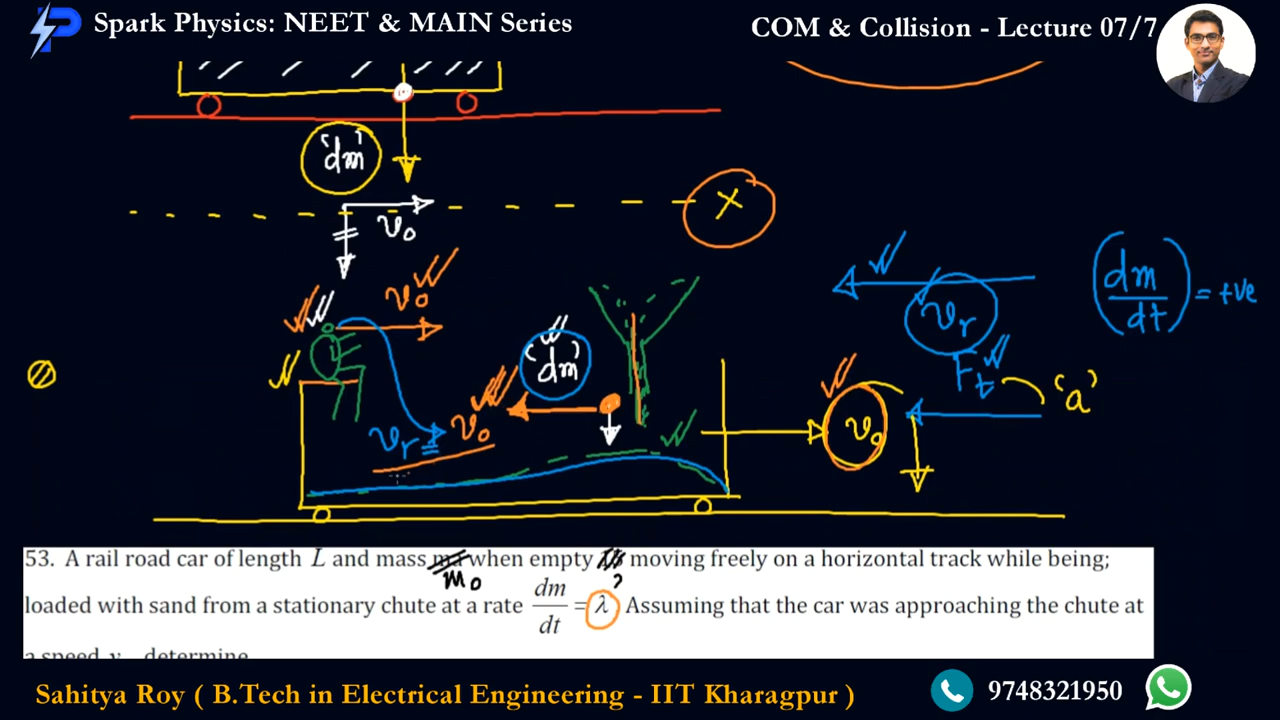 Spark Physics: NEET & MAIN Series
COM & Collision - Lecture 07/7
'dm'
v₀
v₀
'dm'
v₀
vᵣ =
(dm/dt) = +ve
vᵣ
Fₜ
'a'
v₀
53. A rail road car of length L and mass m₀ when empty moving freely on a horizontal track while being;
loaded with sand from a stationary chute at a rate dm/dt = λ ? Assuming that the car was approaching the chute at
a speed v determine
Sahitya Roy ( B.Tech in Electrical Engineering - IIT Kharagpur )
9748321950